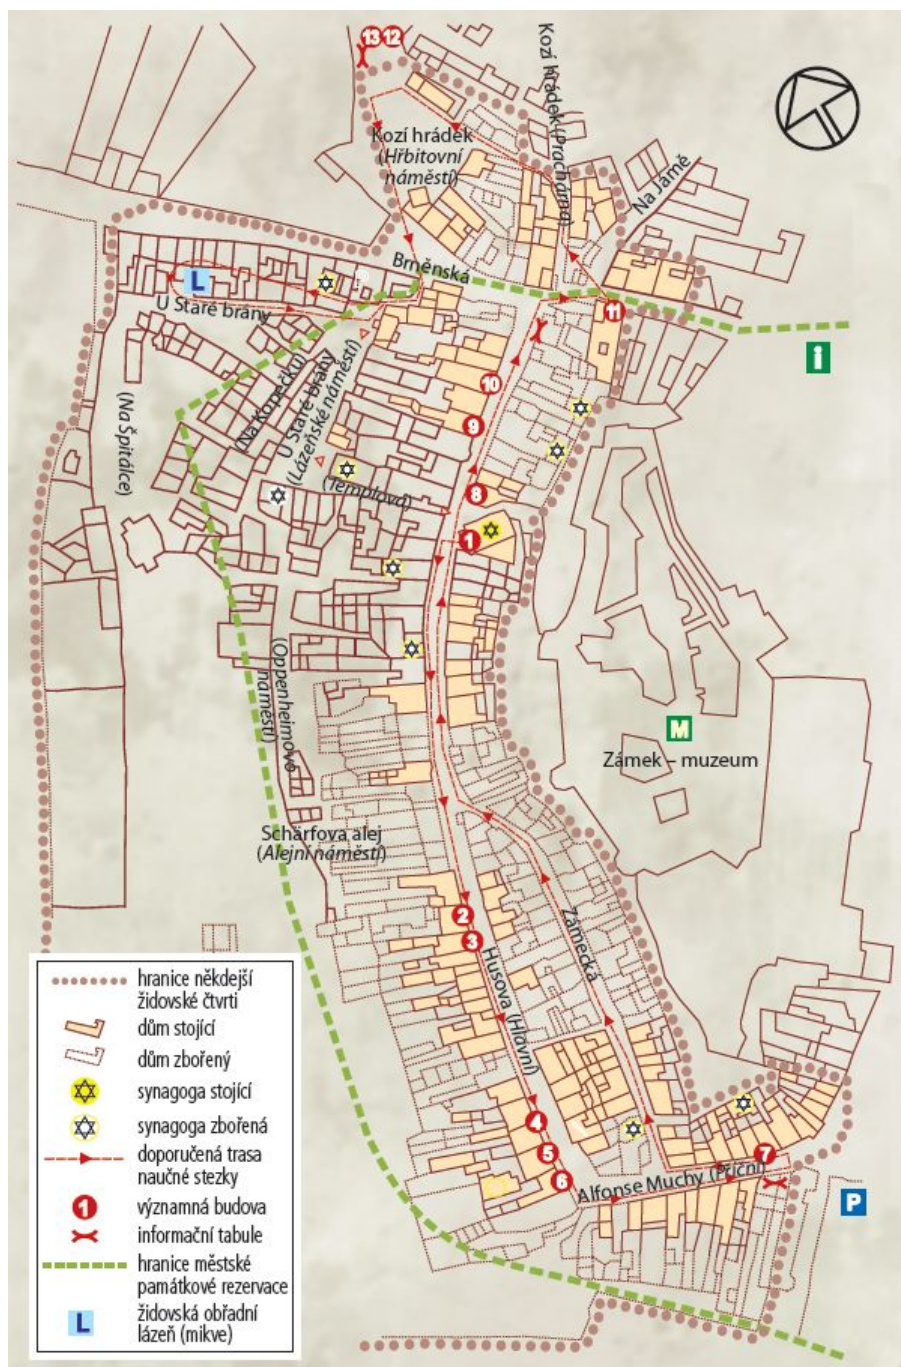 13 12
Kozí hrádek (Prachárna)
Kozí hrádek
(Hřbitovní
náměstí)
Na Jámě
Brněnská
L
U Staré brány
11
i
(Na Kopečku)
U Staré brány
(Lázeňské náměstí)
10
9
(Na Špitálce)
(Templová)
8
1
(Oppenheimovo
náměstí)
M
Zámek – muzeum
Schärfova alej
(Alejní náměstí)
2
3
Husova (Hlavní)
Zámecká
4
5
6
7
Alfonse Muchy (Příční)
P
hranice někdejší
židovské čtvrti
dům stojící
dům zbořený
synagoga stojící
synagoga zbořená
doporučená trasa
naučné stezky
1 významná budova
informační tabule
hranice městské
památkové rezervace
L židovská obřadní
lázeň (mikve)